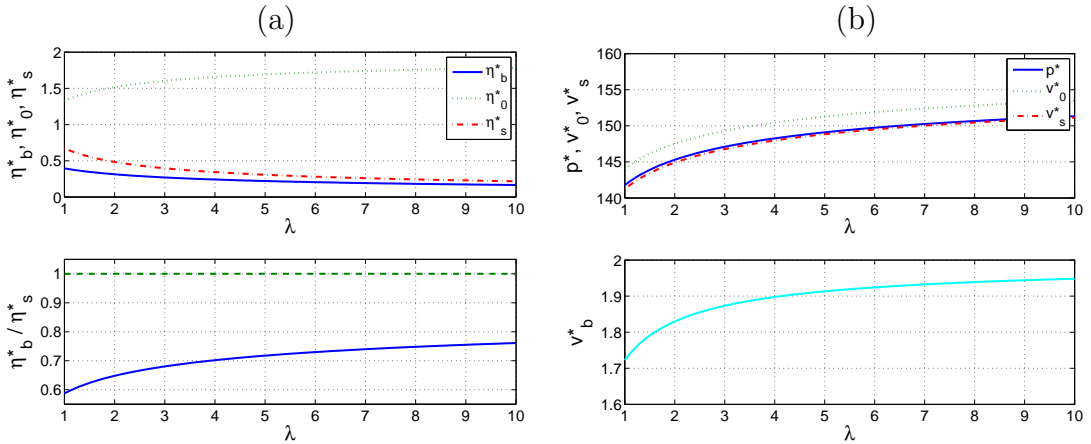 (a)
2
1.5
1
0.5
0
η*b, η*0, η*s
η*b
η*0
η*s
1 2 3 4 5 6 7 8 9 10
λ
(b)
160
155
150
145
140
p*, v*0, v*s
p*
v*0
v*s
1 2 3 4 5 6 7 8 9 10
λ
1
0.9
0.8
0.7
0.6
η*b / η*s
1 2 3 4 5 6 7 8 9 10
λ
2
1.9
1.8
1.7
1.6
v*b
1 2 3 4 5 6 7 8 9 10
λ